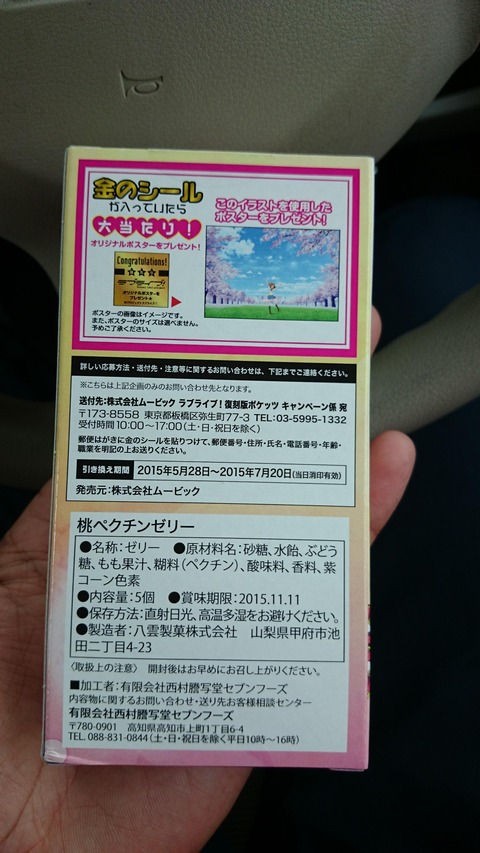 金のシール
が入っていたら
大当たり!
オリジナルポスターをプレゼント!
このイラストを使用した
ポスターをプレゼント!
Congratulations!
☆☆☆
ラブライブ!
オリジナルポスターを
プレゼント★
ポスターの画像はイメージです。
また、ポスターのサイズは選べません。
予めご了承ください。
詳しい応募方法・送付先・注意等に関するお問い合わせは、下記までご連絡ください。
※こちらは上記企画のみのお問い合わせ先となります。
送付先:株式会社ムービック ラブライブ!復刻版ポケッツ キャンペーン係 宛
〒173-8558 東京都板橋区弥生町77-3 TEL:03-5995-1332
受付時間10:00〜17:00(土・日・祝日を除く)
郵便はがきに金のシールを貼りつけて、郵便番号・住所・氏名・電話番号・年齢・
職業を明記の上お送りください。
引き換え期間 2015年5月28日〜2015年7月20日(当日消印有効)
発売元:株式会社ムービック
桃ペクチンゼリー
●名称:ゼリー ●原材料名:砂糖、水飴、ぶどう
糖、もも果汁、糊料(ペクチン)、酸味料、香料、紫
コーン色素
●内容量:5個 ●賞味期限:2015.11.11
●保存方法:直射日光、高温多湿をお避けください。
●製造者:八雲製菓株式会社 山梨県甲府市池
田二丁目4-23
〈取扱上の注意〉 開封後はお早めにお召し上がりください。
■加工者:有限会社西村謄写堂セブンフーズ
内容物に関するお問い合わせ・送り先お客様相談センター
有限会社西村謄写堂セブンフーズ
〒780-0901 高知県高知市上町1丁目6-4
TEL. 088-831-0844(土・日・祝日を除く平日10時〜16時)